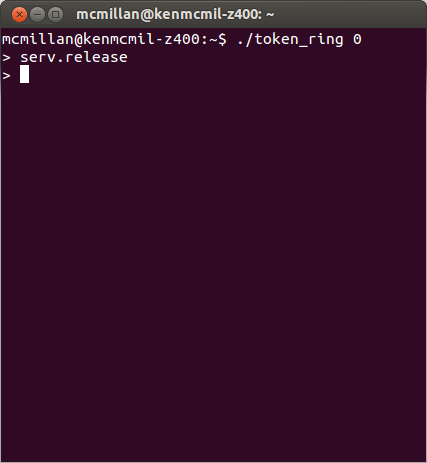 mcmillan@kenmcmil-z400: ~
mcmillan@kenmcmil-z400:~$ ./token_ring 0
> serv.release
>